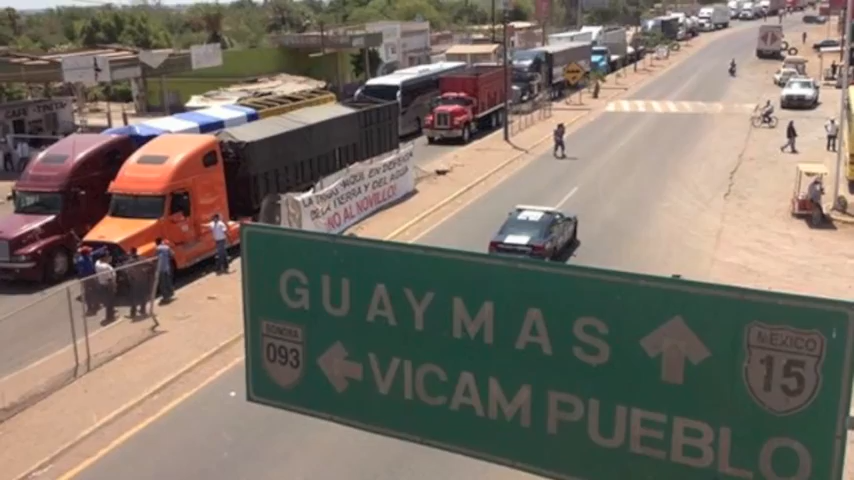 CAFE
LA TRIBU YAQUI EN DEFENSA
DE LA TIERRA Y DEL AGUA
¡NO AL NOVILLO!
GUAYMAS
SONORA
093
VICAM PUEBLO
MEXICO
15